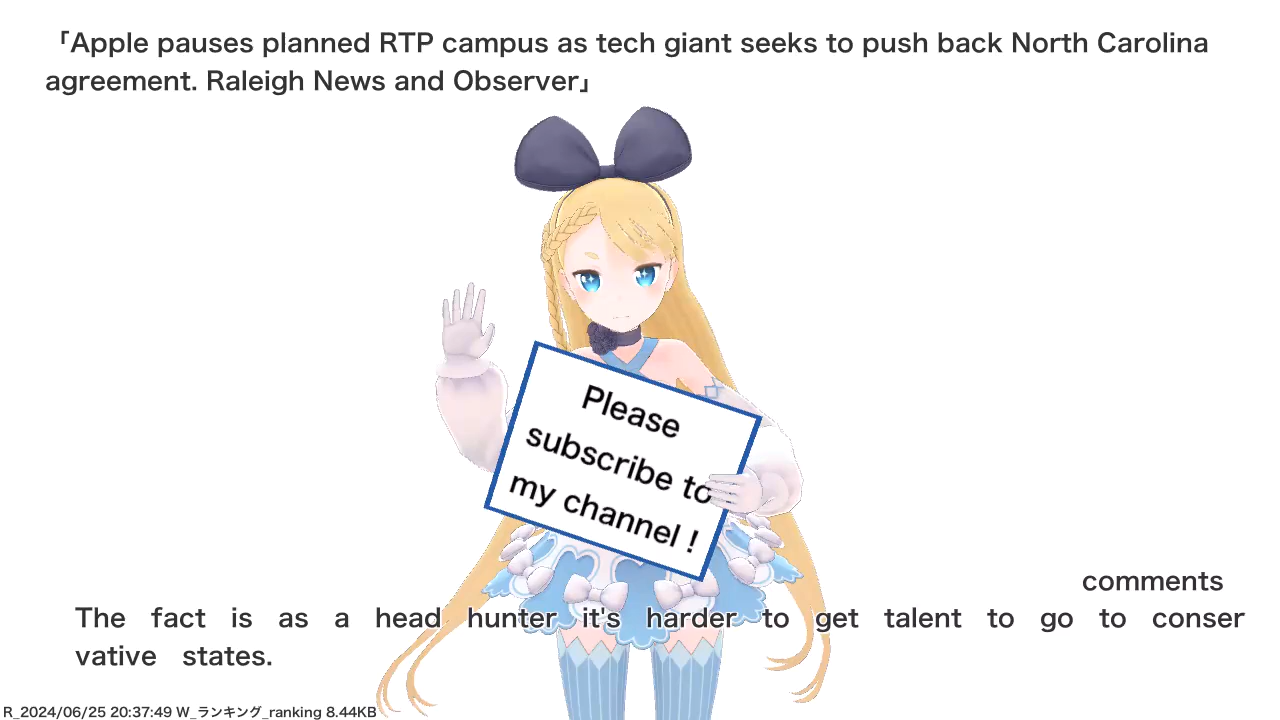 「Apple pauses planned RTP campus as tech giant seeks to push back North Carolina
agreement. Raleigh News and Observer」
Please
subscribe to
my channel !
comments
The fact is as a head hunter it's harder to get talent to go to conser
vative states.
R_2024/06/25 20:37:49 W_ランキング_ranking 8.44KB